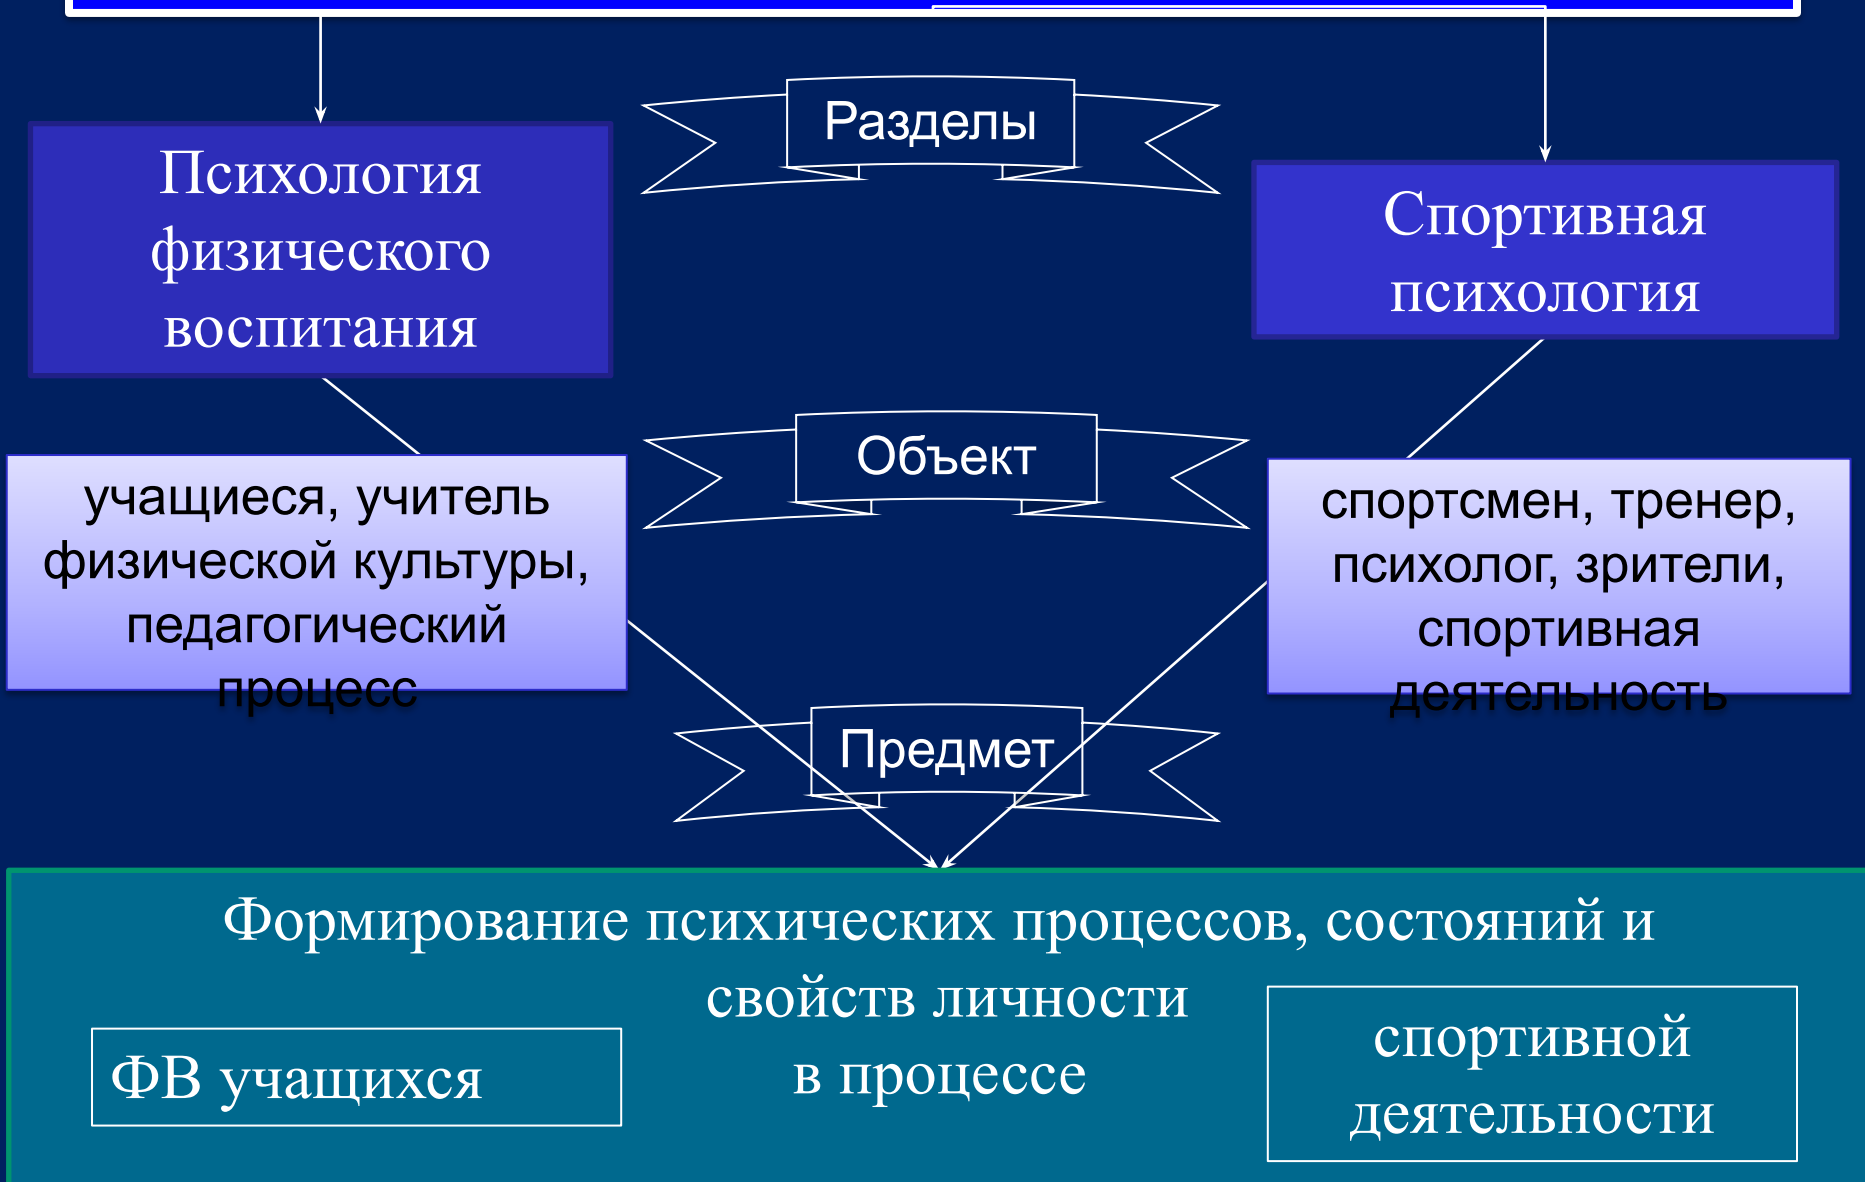 Разделы
Психология
физического
воспитания
Спортивная
психология
Объект
учащиеся, учитель
физической культуры,
педагогический
процесс
спортсмен, тренер,
психолог, зрители,
спортивная
деятельность
Предмет
Формирование психических процессов, состояний и
свойств личности
в процессе
ФВ учащихся
спортивной
деятельности